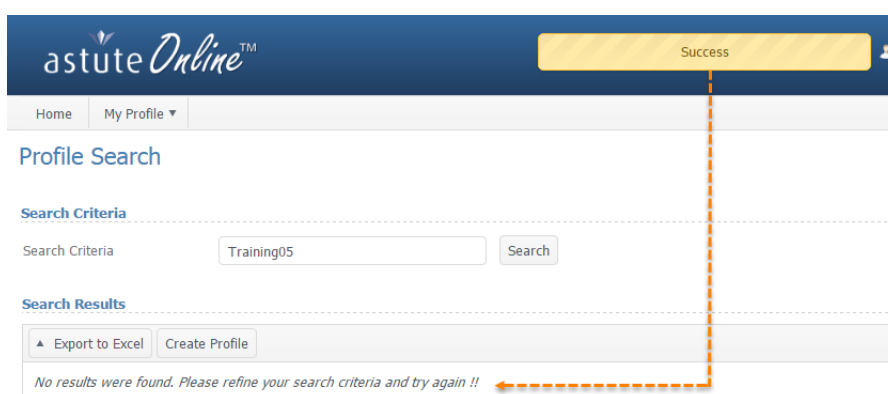 astute Online™
Success
Home My Profile ▼
Profile Search
Search Criteria
Search Criteria Training05 Search
Search Results
▲ Export to Excel Create Profile
No results were found. Please refine your search criteria and try again !!